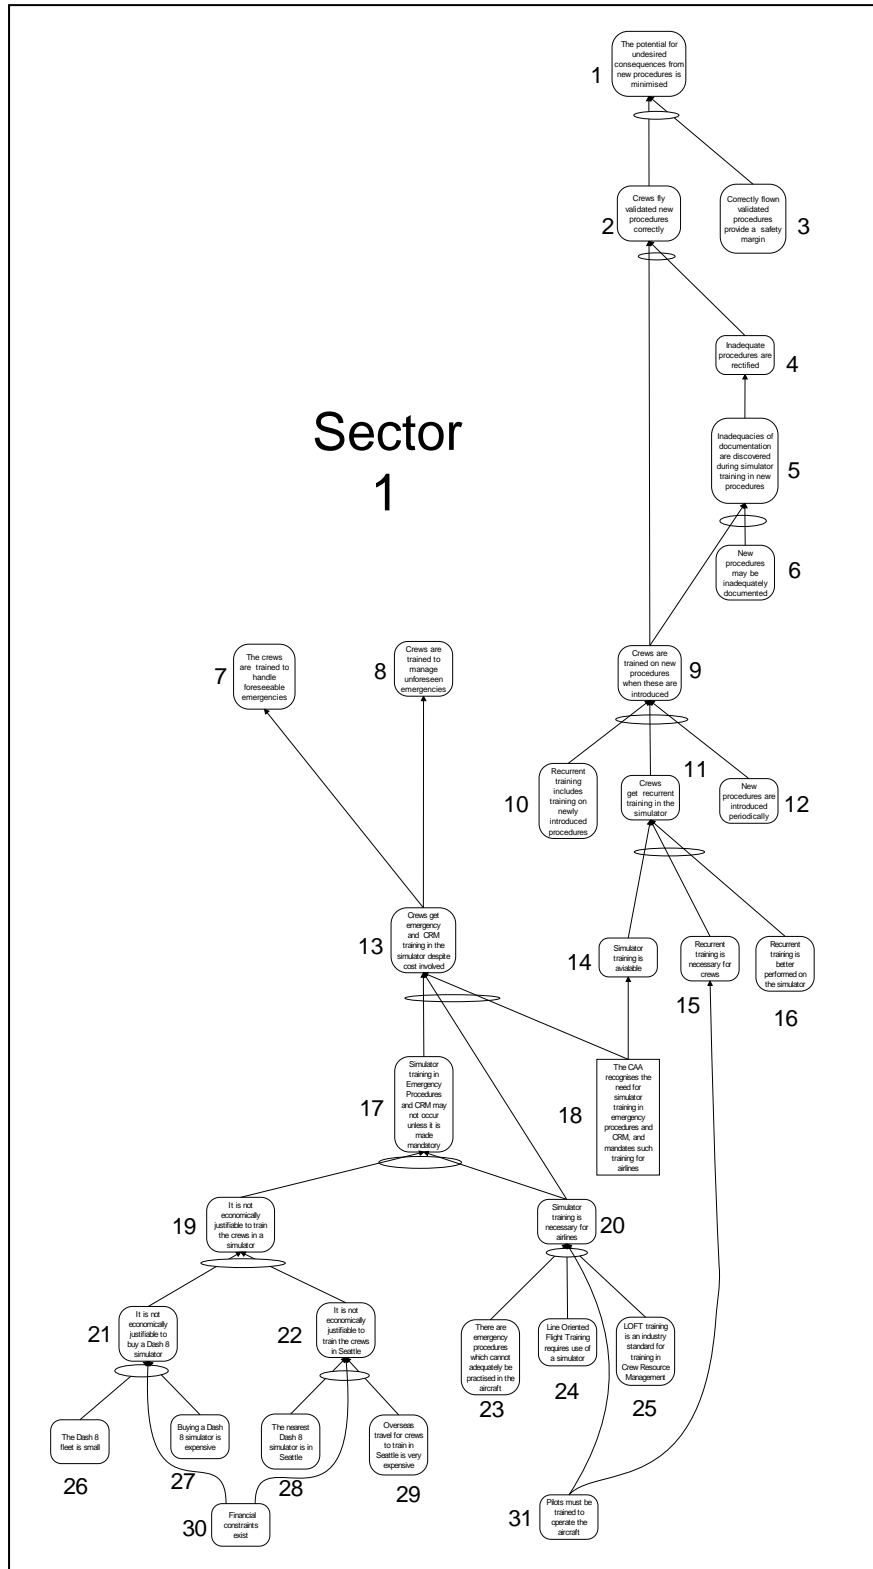 The potential for
undesired
consequences from
new procedures is
minimised
1
Crews fly
validated new
procedures
correctly
2
Correctly flown
validated
procedures
provide a safety
margin
3
Inadequate
procedures are
rectified
4
Sector
1
Inadequacies of
documentation
are discovered
during simulator
training in new
procedures
5
New
procedures
may be
inadequately
documented
6
The crews
are trained to
handle
foreseeable
emergencies
7
Crews are
trained to
manage
unforeseen
emergencies
8
Crews are
trained on new
procedures
when these are
introduced
9
Recurrent
training
includes
training on
newly
introduced
procedures
10
Crews
get recurrent
training in the
simulator
11
New
procedures are
introduced
periodically
12
Crews get
emergency
and CRM
training in the
simulator despite
cost involved
13
Simulator
training is
avialable
14
Recurrent
training is
necessary for
crews
15
Recurrent
training is
better
performed on
the simulator
16
Simulator
training in
Emergency
Procedures
and CRM may
not occur
unless it is
made
mandatory
17
The CAA
recognises the
need for
simulator
training in
emergency
procedures and
CRM, and
mandates such
training for
airlines
18
It is not
economically
justifiable to train
the crews in a
simulator
19
Simulator
training is
necessary for
airlines
20
It is not
economically
justifiable to
buy a Dash 8
simulator
21
It is not
economically
justifiable to
train the crews
in Seattle
22
There are
emergency
procedures
which cannot
adequately be
practised in the
aircraft
23
Line Oriented
Flight Training
requires use of
a simulator
24
LOFT training
is an industry
standard for
training in
Crew Resource
Management
25
The Dash 8
fleet is small
26
Buying a Dash
8 simulator is
expensive
27
The nearest
Dash 8
simulator is in
Seattle
28
Overseas
travel for crews
to train in
Seattle is very
expensive
29
Financial
constraints
exist
30
Pilots must be
trained to
operate the
aircraft
31